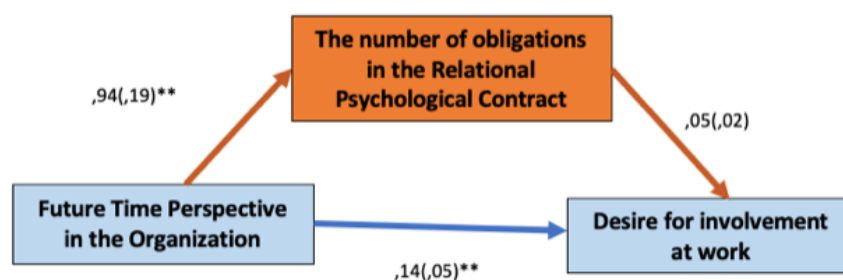 The number of obligations
in the Relational
Psychological Contract
,94(,19)**
,05(,02)
Future Time Perspective
in the Organization
Desire for involvement
at work
,14(,05)**